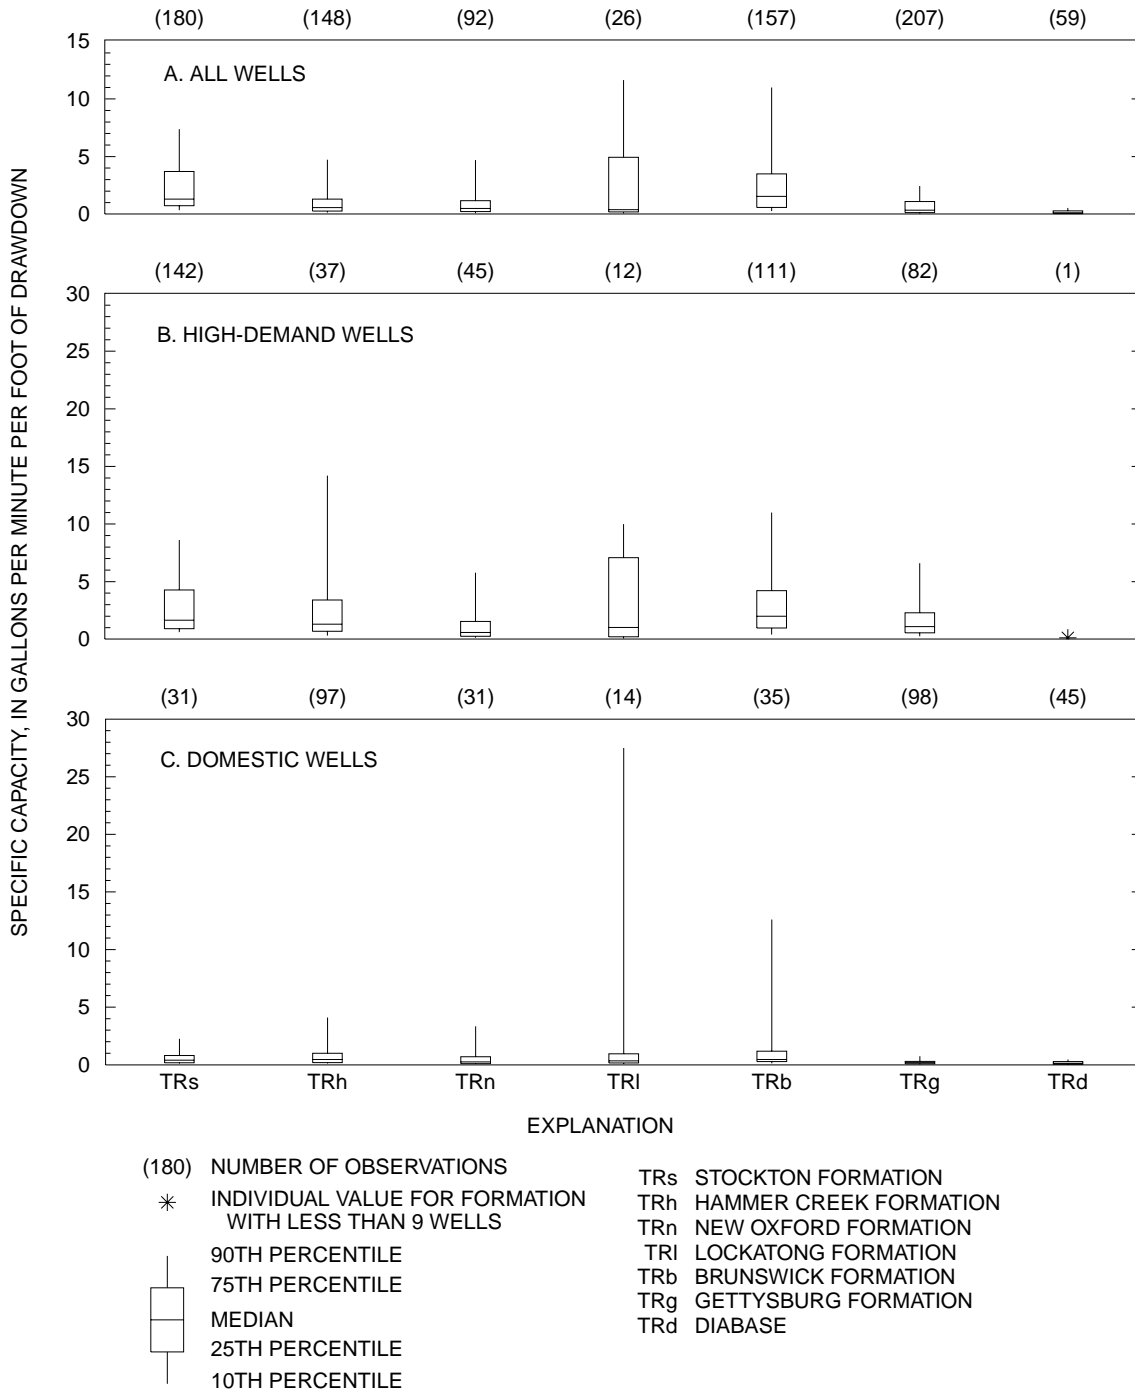 (180) (148) (92) (26) (157) (207) (59)
15
A. ALL WELLS
10
5
0
(142) (37) (45) (12) (111) (82) (1)
30
B. HIGH-DEMAND WELLS
25
20
15
10
5
0
(31) (97) (31) (14) (35) (98) (45)
30
C. DOMESTIC WELLS
25
20
15
10
5
0
SPECIFIC CAPACITY, IN GALLONS PER MINUTE PER FOOT OF DRAWDOWN
TRs TRh TRn TRl TRb TRg TRd
EXPLANATION
(180) NUMBER OF OBSERVATIONS
INDIVIDUAL VALUE FOR FORMATION
WITH LESS THAN 9 WELLS
90TH PERCENTILE
75TH PERCENTILE
MEDIAN
25TH PERCENTILE
10TH PERCENTILE
TRs STOCKTON FORMATION
TRh HAMMER CREEK FORMATION
TRn NEW OXFORD FORMATION
TRl LOCKATONG FORMATION
TRb BRUNSWICK FORMATION
TRg GETTYSBURG FORMATION
TRd DIABASE